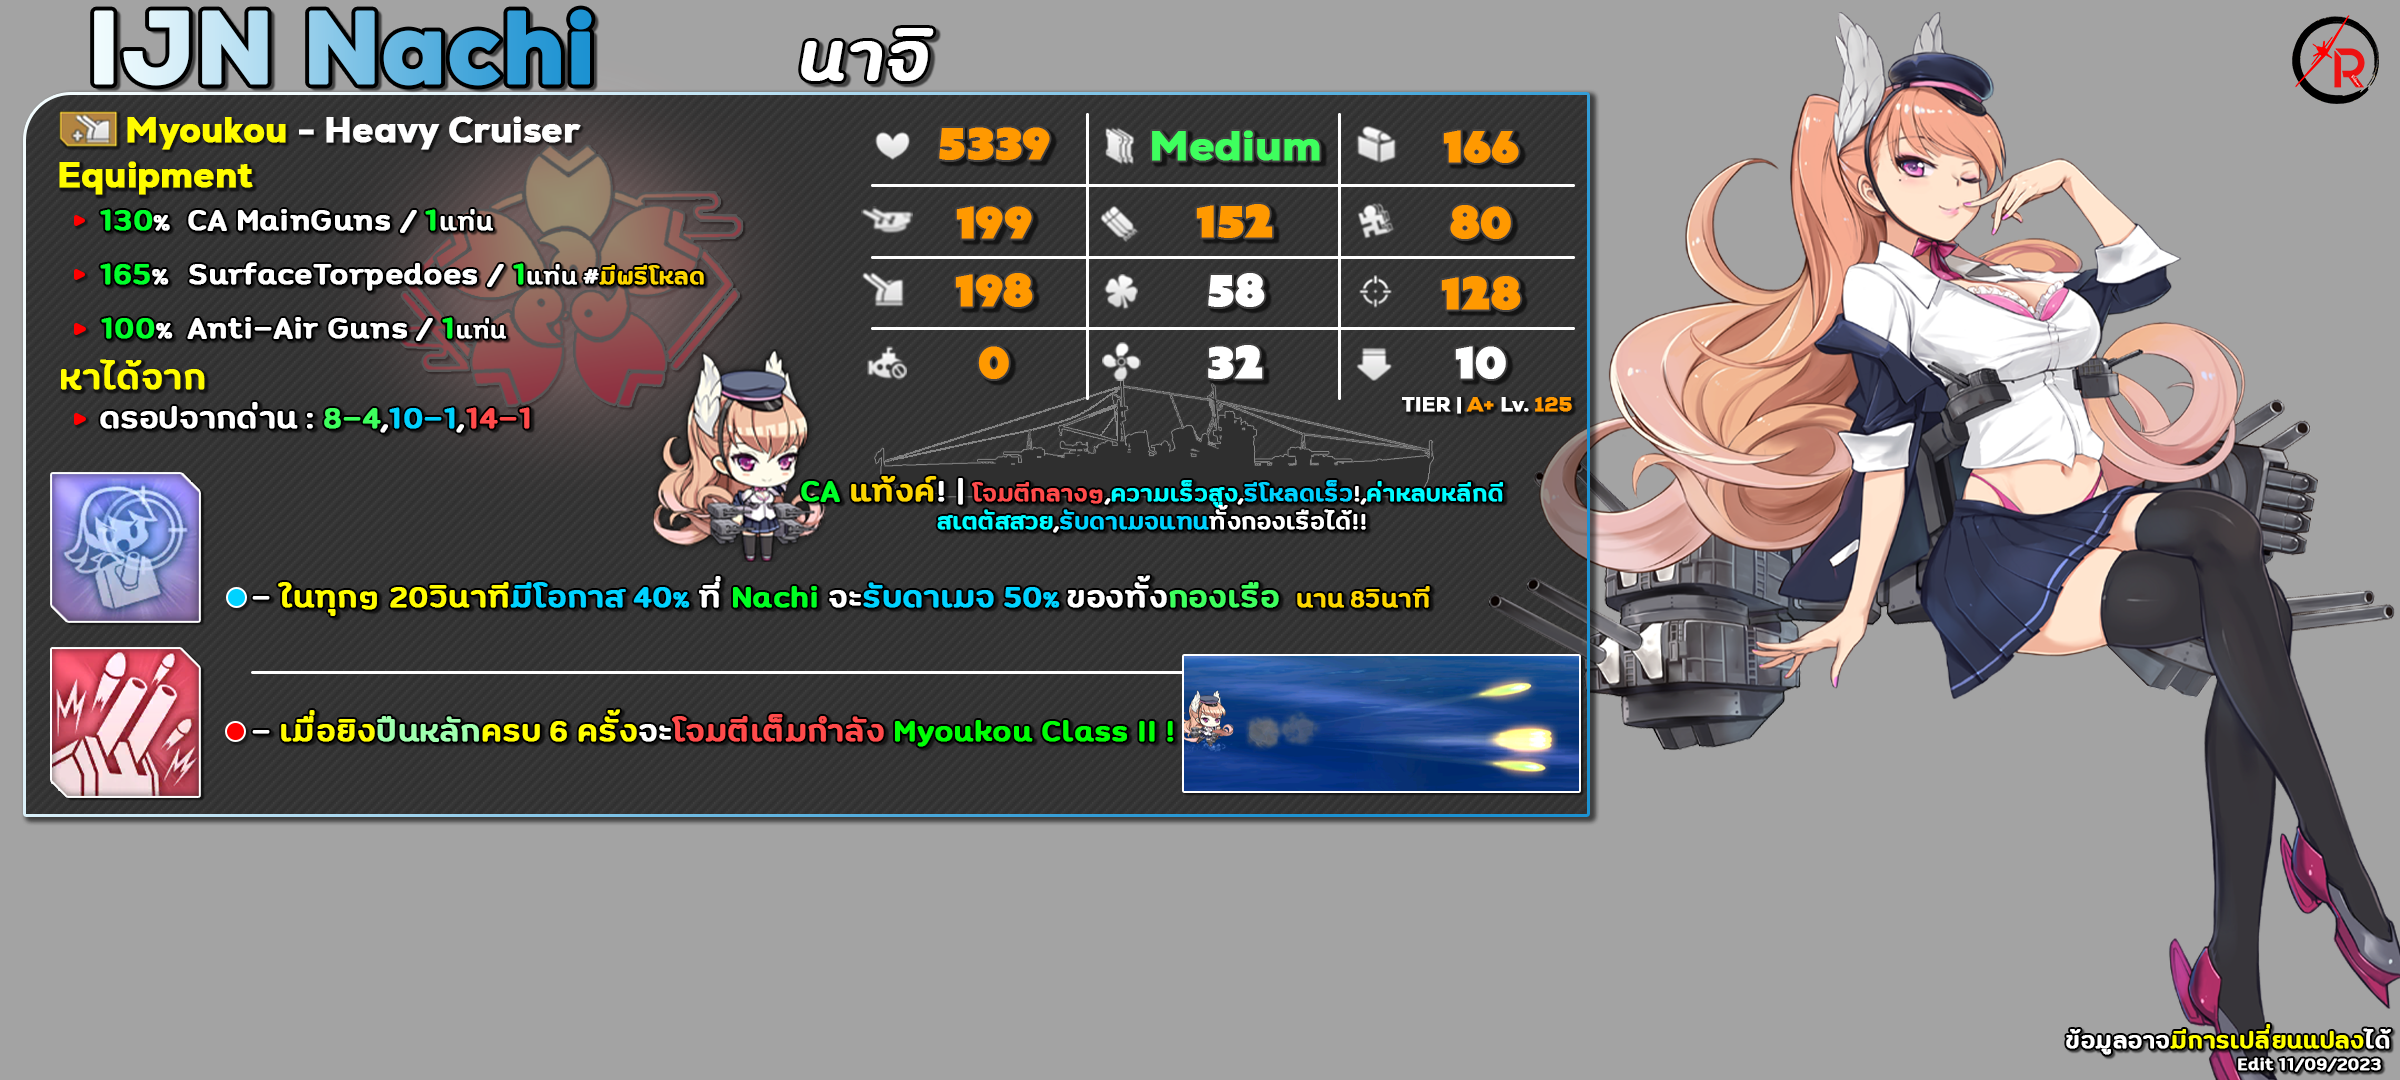 IJN Nachi
นาจิ
Myoukou - Heavy Cruiser
Equipment
130% CA MainGuns / 1แท่น
165% SurfaceTorpedoes / 1แท่น #มีพรีโหลด
100% Anti-Air Guns / 1แท่น
หาได้จาก
ดรอปจากด่าน : 8-4,10-1,14-1
5339 Medium 166
199 152 80
198 58 128
0 32 10
TIER | A+ Lv. 125
CA แท้งค์! | โจมตีกลางๆ,ความเร็วสูง,รีโหลดเร็ว!,ค่าหลบหลีกดี
สเตตัสสวย,รับดาเมจแทนทั้งกองเรือได้!!
- ในทุกๆ 20วินาทีมีโอกาส 40% ที่ Nachi จะรับดาเมจ 50% ของทั้งกองเรือ นาน 8วินาที
- เมื่อยิงปืนหลักครบ 6 ครั้งจะโจมตีเต็มกำลัง Myoukou Class II !
R
ข้อมูลอาจมีการเปลี่ยนแปลงได้
Edit 11/09/2023